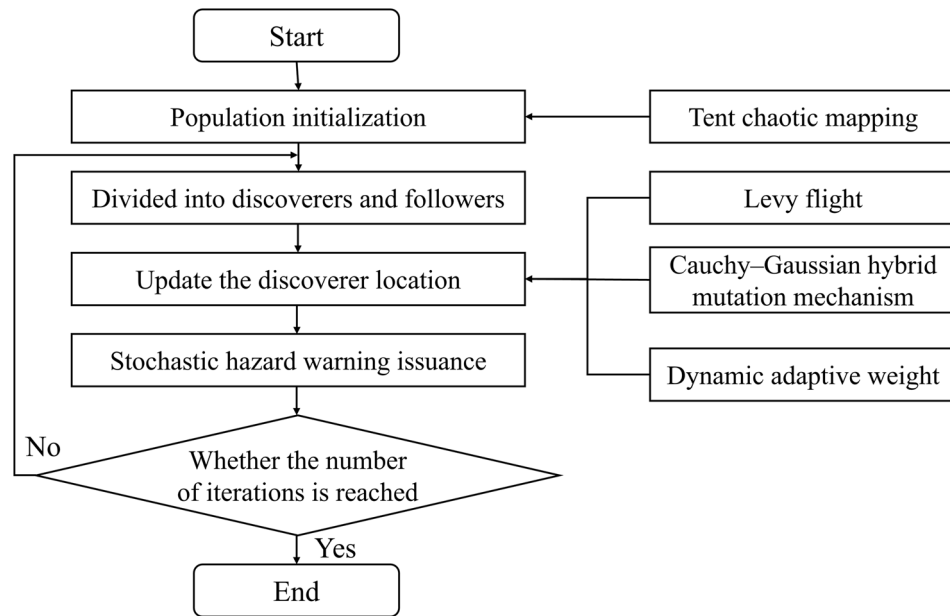 Start
Population initialization
Tent chaotic mapping
Divided into discoverers and followers
Levy flight
Update the discoverer location
Cauchy–Gaussian hybrid
mutation mechanism
Stochastic hazard warning issuance
Dynamic adaptive weight
No
Whether the number
of iterations is reached
Yes
End